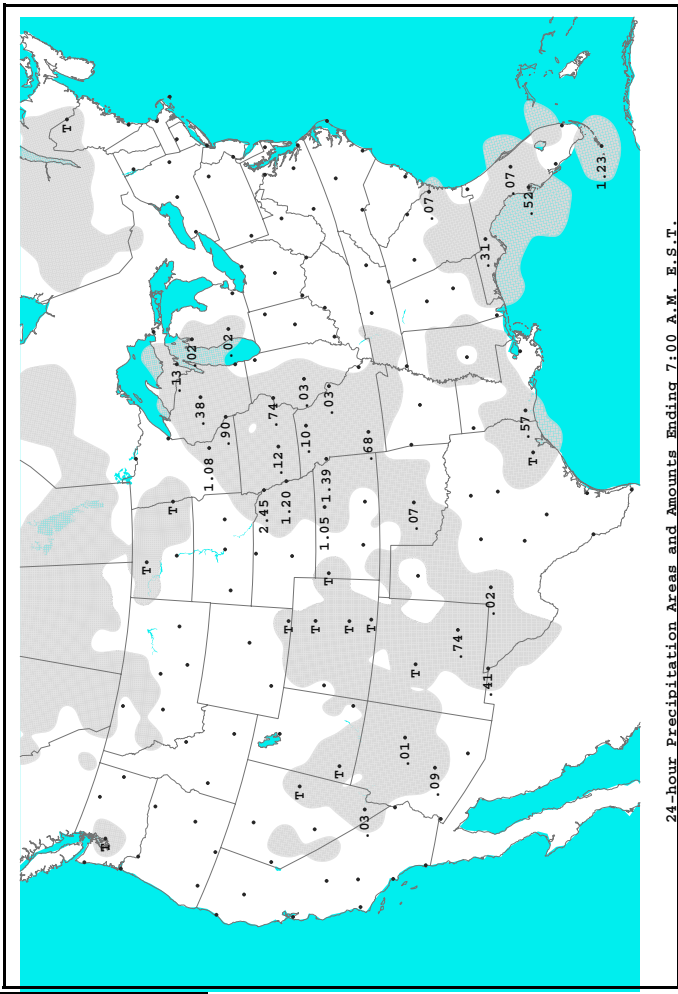 T
T
T
T
.13
.02
.38
1.08
.90
.02
2.45
.74
.12
1.20
T
T
.03
.10
T
1.05
1.39
T
.03
T
T
.03
.68
T
.01
.07
T
.07
.09
.74
.31
.41
.02
.07
.57
.52
T
1.23
24-hour Precipitation Areas and Amounts Ending 7:00 A.M. E.S.T.